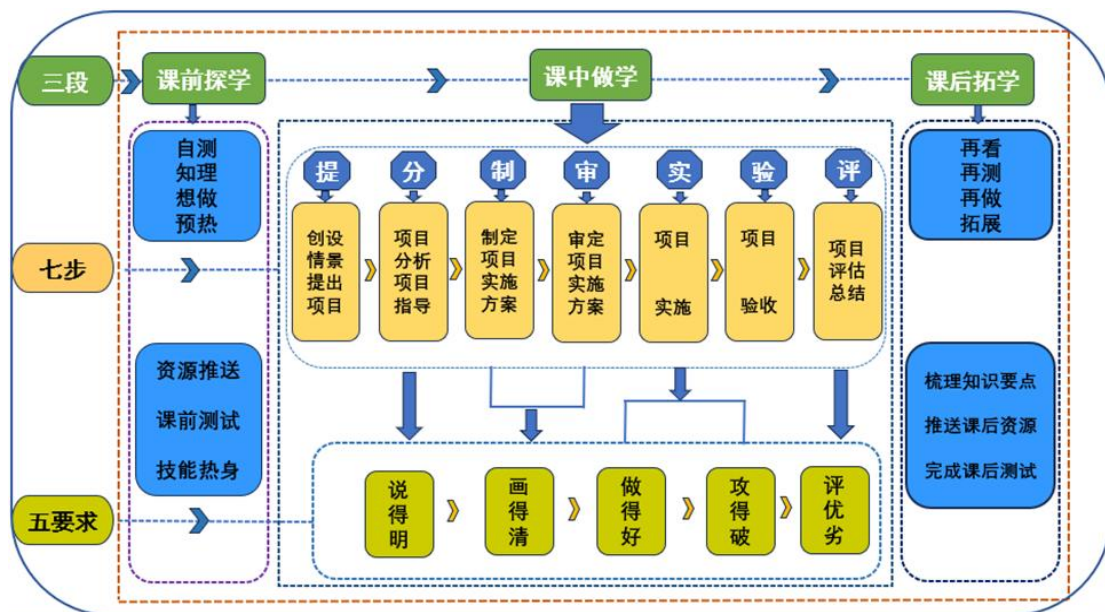 三段
课前探学
课中做学
课后拓学
自测
知理
想做
预热
提
分
制
审
实
验
评
再看
再测
再做
拓展
七步
创设
情景
提出
项目
项目
分析
项目
指导
制定
项目
实施
方案
审定
项目
实施
方案
项目
实施
项目
验收
项目
评估
总结
资源推送
课前测试
技能热身
梳理知识要点
推送课后资源
完成课后测试
五要求
说得明
画得清
做得好
攻得破
评优劣